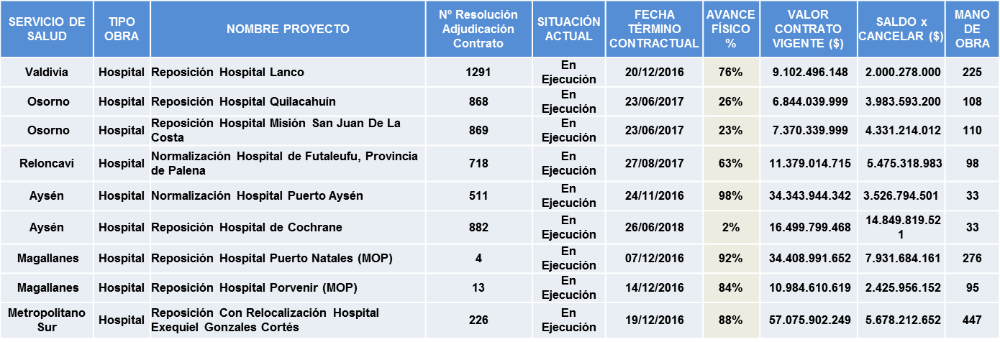 SERVICIO DE SALUD TIPO OBRA NOMBRE PROYECTO Nº Resolución Adjudicación Contrato SITUACIÓN ACTUAL FECHA TÉRMINO CONTRACTUAL AVANCE FÍSICO % VALOR CONTRATO VIGENTE ($) SALDO x CANCELAR ($) MANO DE OBRA
Valdivia Hospital Reposición Hospital Lanco 1291 En Ejecución 20/12/2016 76% 9.102.496.148 2.000.278.000 225
Osorno Hospital Reposición Hospital Quilacahuín 868 En Ejecución 23/06/2017 26% 6.844.039.999 3.983.593.200 108
Osorno Hospital Reposición Hospital Misión San Juan De La Costa 869 En Ejecución 23/06/2017 23% 7.370.339.999 4.331.214.012 110
Reloncaví Hospital Normalización Hospital de Futaleufu, Provincia de Palena 718 En Ejecución 27/08/2017 63% 11.379.014.715 5.475.318.983 98
Aysén Hospital Normalización Hospital Puerto Aysén 511 En Ejecución 24/11/2016 98% 34.343.944.342 3.526.794.501 33
Aysén Hospital Reposición Hospital de Cochrane 882 En Ejecución 26/06/2018 2% 16.499.799.468 14.849.819.521 33
Magallanes Hospital Reposición Hospital Puerto Natales (MOP) 4 En Ejecución 07/12/2016 92% 34.408.991.652 7.931.684.161 276
Magallanes Hospital Reposición Hospital Porvenir (MOP) 13 En Ejecución 14/12/2016 84% 10.984.610.619 2.425.956.152 95
Metropolitano Sur Hospital Reposición Con Relocalización Hospital Exequiel Gonzales Cortés 226 En Ejecución 19/12/2016 88% 57.075.902.249 5.678.212.652 447